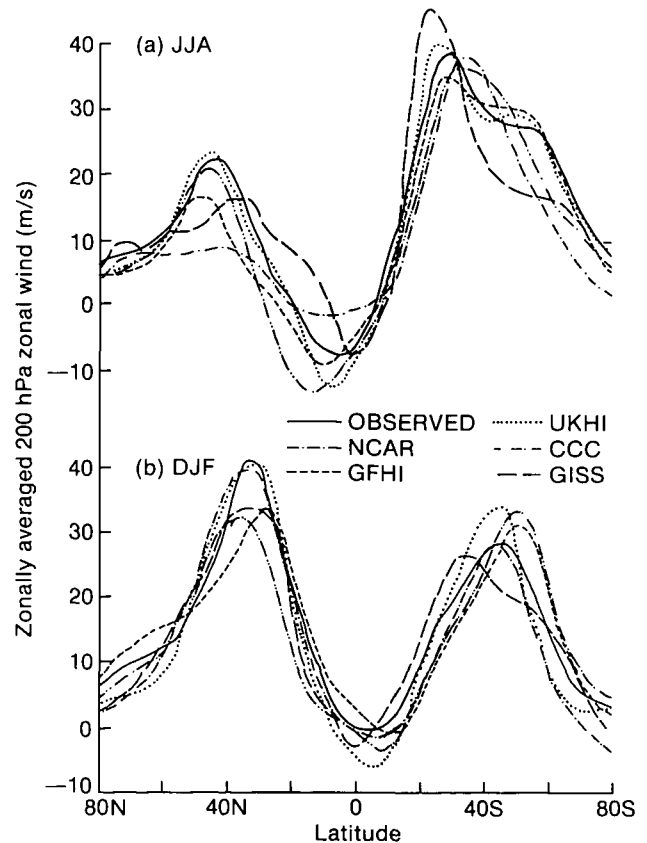 Zonally averaged 200 hPa zonal wind (m/s)
(a) JJA
40
30
20
10
0
—10
OBSERVED
NCAR
GFHI
UKHI
CCC
GISS
(b) DJF
40
30
20
10
0
—10
80N 40N 0 40S 80S
Latitude